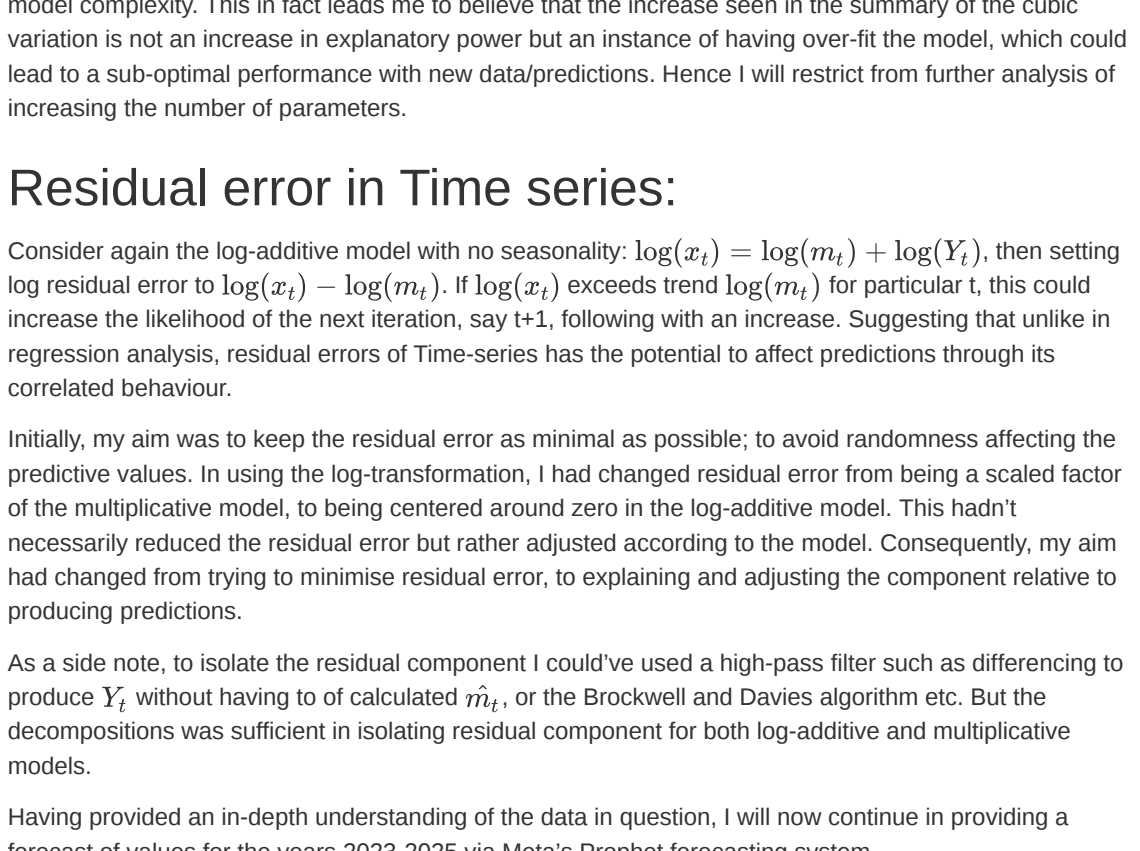 model complexity. This in fact leads me to believe that the increase seen in the summary of the cubic
variation is not an increase in explanatory power but an instance of having over-fit the model, which could
lead to a sub-optimal performance with new data/predictions. Hence I will restrict from further analysis of
increasing the number of parameters.
Residual error in Time series:
Consider again the log-additive model with no seasonality: log(x_t) = log(m_t) + log(Y_t), then setting
log residual error to log(x_t) − log(m_t). If log(x_t) exceeds trend log(m_t) for particular t, this could
increase the likelihood of the next iteration, say t+1, following with an increase. Suggesting that unlike in
regression analysis, residual errors of Time-series has the potential to affect predictions through its
correlated behaviour.
Initially, my aim was to keep the residual error as minimal as possible; to avoid randomness affecting the
predictive values. In using the log-transformation, I had changed residual error from being a scaled factor
of the multiplicative model, to being centered around zero in the log-additive model. This hadn't
necessarily reduced the residual error but rather adjusted according to the model. Consequently, my aim
had changed from trying to minimise residual error, to explaining and adjusting the component relative to
producing predictions.
As a side note, to isolate the residual component I could've used a high-pass filter such as differencing to
produce Y_t without having to of calculated m̂_t, or the Brockwell and Davies algorithm etc. But the
decompositions was sufficient in isolating residual component for both log-additive and multiplicative
models.
Having provided an in-depth understanding of the data in question, I will now continue in providing a
forecast of values for the years 2023-2025 via Meta's Prophet forecasting system